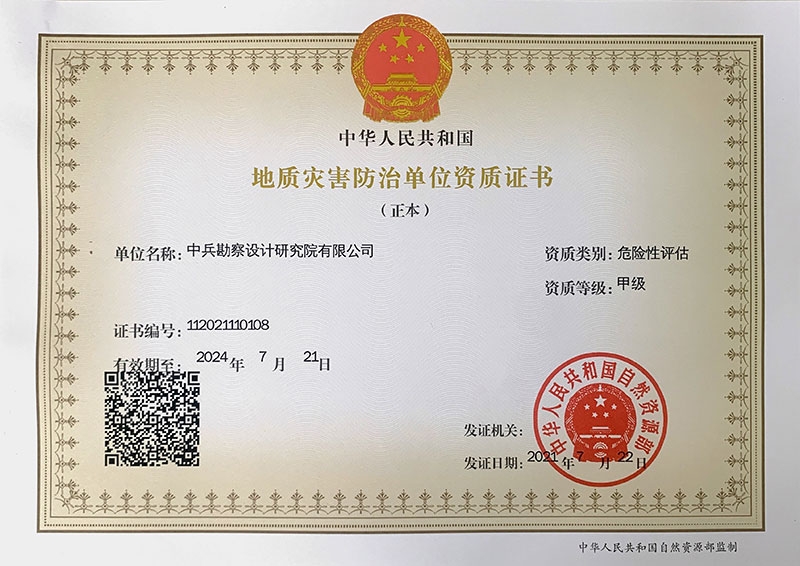 中华人民共和国
地质灾害防治单位资质证书
（正本）
单位名称：中兵勘察设计研究院有限公司
资质类别：危险性评估
资质等级：甲级
证书编号：112021110108
有效期至：2024年7月21日
中华人民共和国自然资源部
发证机关：
发证日期：2021年7月22日
中华人民共和国自然资源部监制